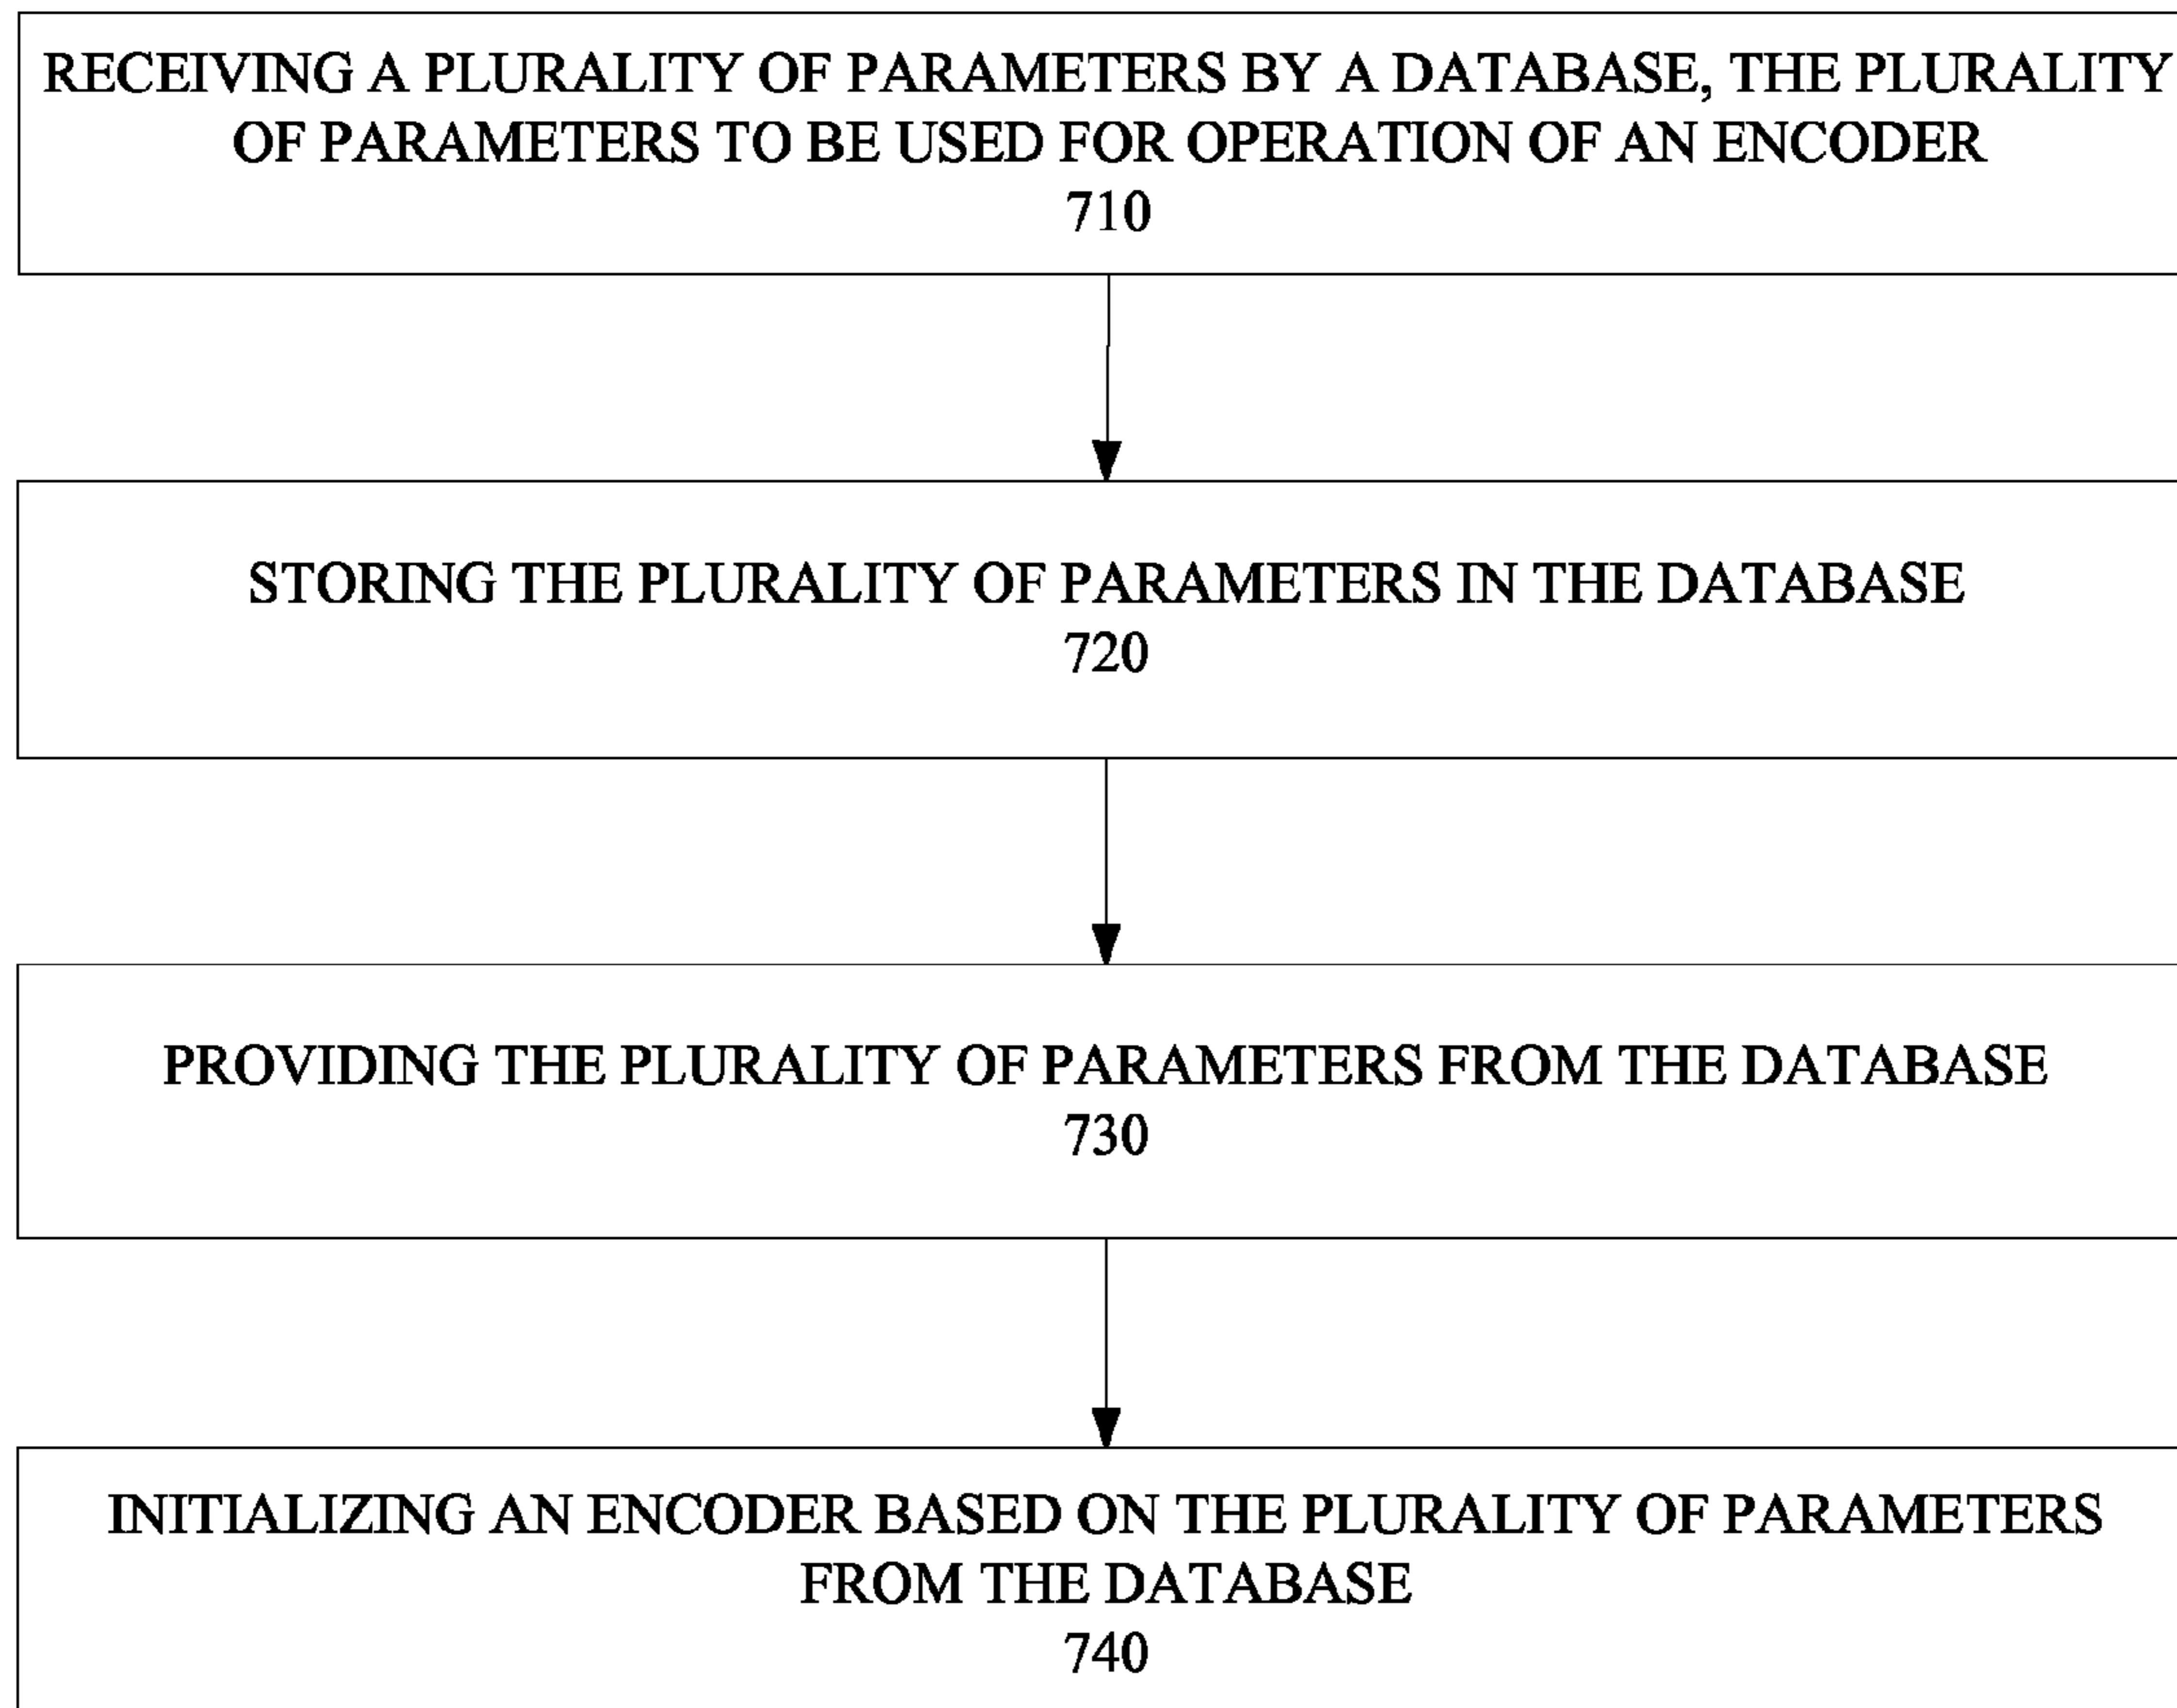 RECEIVING A PLURALITY OF PARAMETERS BY A DATABASE, THE PLURALITY
OF PARAMETERS TO BE USED FOR OPERATION OF AN ENCODER
710
STORING THE PLURALITY OF PARAMETERS IN THE DATABASE
720
PROVIDING THE PLURALITY OF PARAMETERS FROM THE DATABASE
730
INITIALIZING AN ENCODER BASED ON THE PLURALITY OF PARAMETERS
FROM THE DATABASE
740